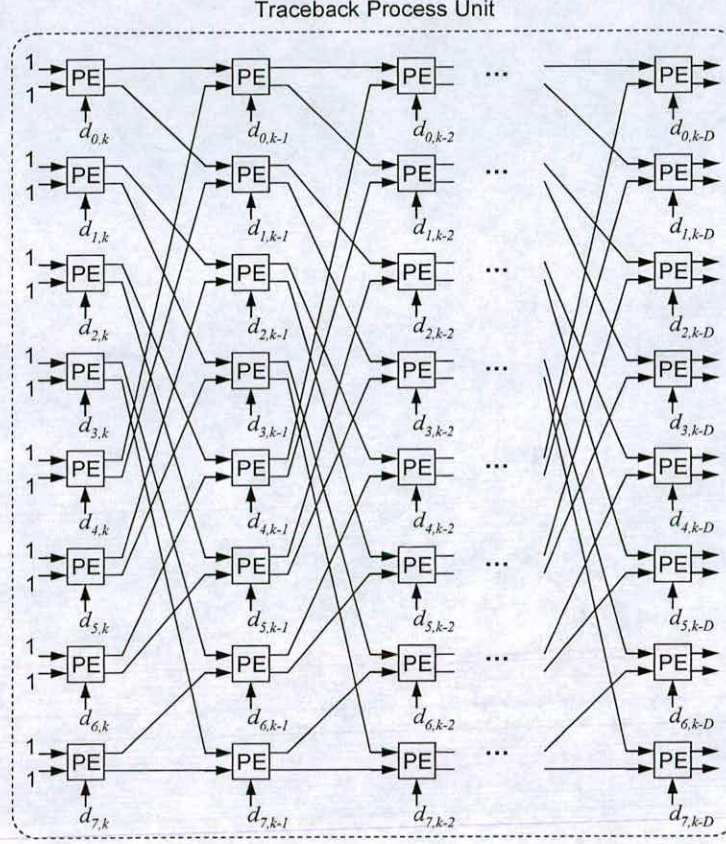 Traceback Process Unit
1 PE PE PE ... PE
1
d0,k d0,k-1 d0,k-2 d0,k-D
1 PE PE PE ... PE
1
d1,k d1,k-1 d1,k-2 d1,k-D
1 PE PE PE ... PE
1
d2,k d2,k-1 d2,k-2 d2,k-D
1 PE PE PE ... PE
1
d3,k d3,k-1 d3,k-2 d3,k-D
1 PE PE PE ... PE
1
d4,k d4,k-1 d4,k-2 d4,k-D
1 PE PE PE ... PE
1
d5,k d5,k-1 d5,k-2 d5,k-D
1 PE PE PE ... PE
1
d6,k d6,k-1 d6,k-2 d6,k-D
1 PE PE PE ... PE
1
d7,k d7,k-1 d7,k-2 d7,k-D